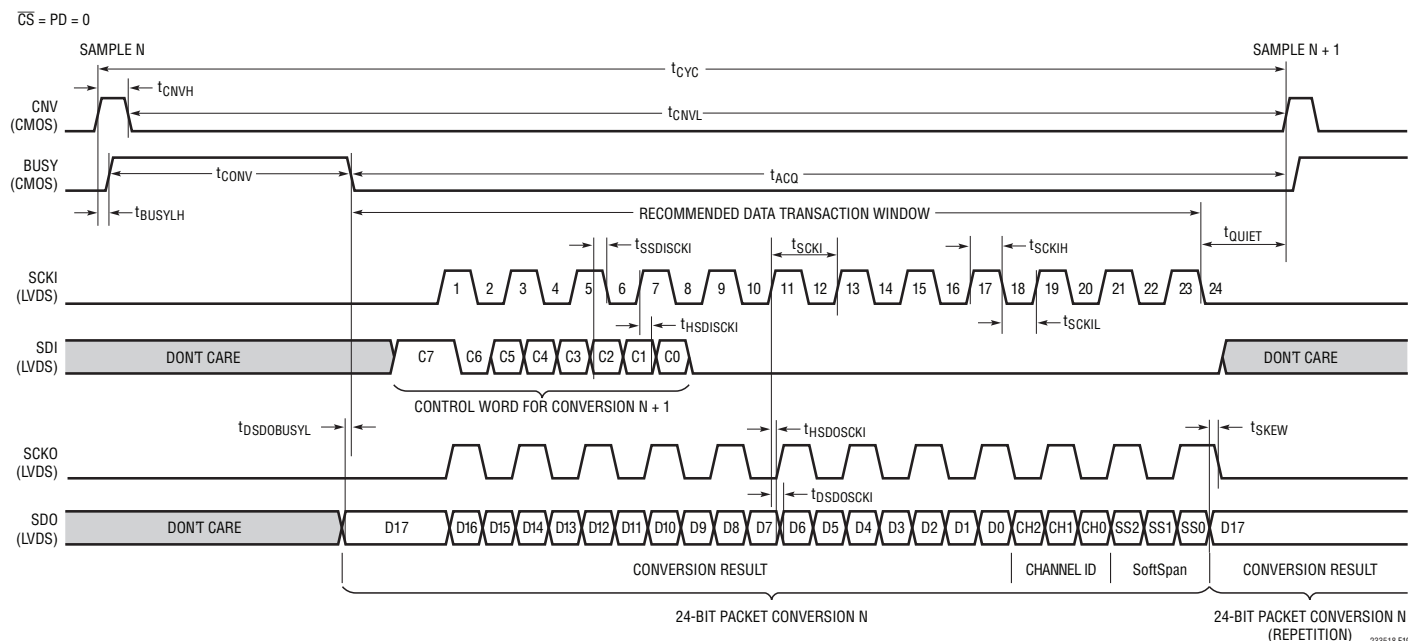 CS = PD = 0
SAMPLE N
SAMPLE N + 1
tCYC
tCNVH
CNV
(CMOS)
tCNVL
BUSY
(CMOS)
tCONV
tACQ
tBUSYLH
RECOMMENDED DATA TRANSACTION WINDOW
tQUIET
tSSDISCKI
tSCKI
tSCKIH
SCKI
(LVDS)
1 2 3 4 5 6 7 8 9 10 11 12 13 14 15 16 17 18 19 20 21 22 23 24
tHSDISCKI
tSCKIL
SDI
(LVDS)
DON'T CARE
C7 C6 C5 C4 C3 C2 C1 C0
DON'T CARE
CONTROL WORD FOR CONVERSION N + 1
tDSDOBUSYL
tHSDOSCKI
tSKEW
SCKO
(LVDS)
tDSDOSCKI
SDO
(LVDS)
DON'T CARE
D17 D16 D15 D14 D13 D12 D11 D10 D9 D8 D7 D6 D5 D4 D3 D2 D1 D0 CH2 CH1 CH0 SS2 SS1 SS0 D17
CONVERSION RESULT
CHANNEL ID
SoftSpan
CONVERSION RESULT
24-BIT PACKET CONVERSION N
24-BIT PACKET CONVERSION N
(REPETITION)